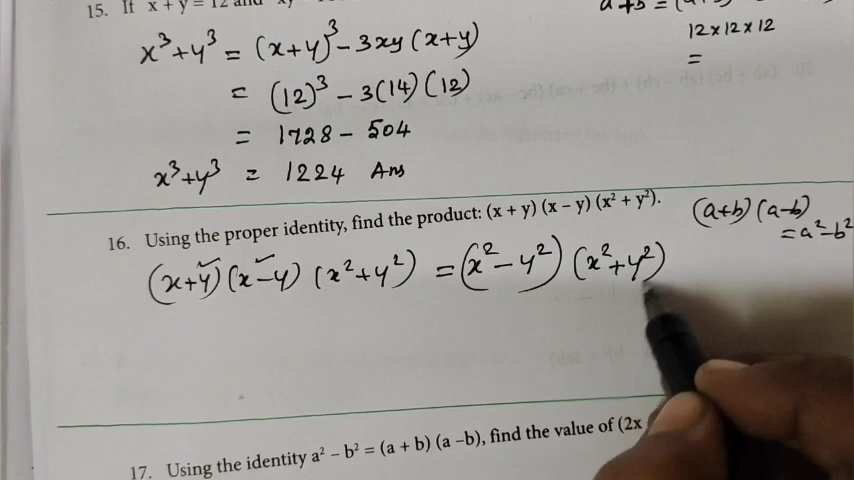 15. If x + y = 12 and xy
x³+y³ = (x+y)³ - 3xy (x+y)
= (12)³ - 3(14) (12)
= 1728 - 504
x³+y³ = 1224 Ans
12×12×12
=
16. Using the proper identity, find the product: (x + y) (x – y) (x² + y²).
(x+y) (x-y) (x²+y²) = (x²-y²) (x²+y²)
(a+b) (a-b)
= a²-b²
17. Using the identity a² – b² = (a + b) (a –b), find the value of (2x